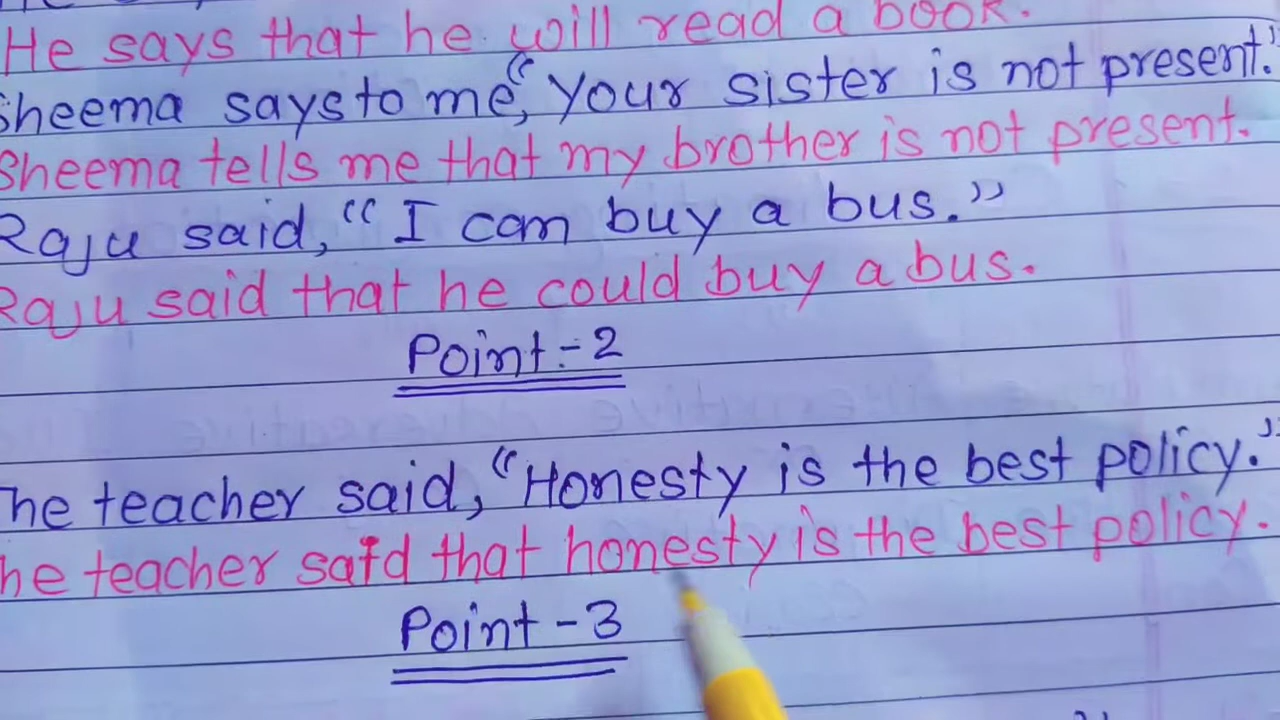 He says that he will read a book.
Sheema says to me, "Your sister is not present."
Sheema tells me that my brother is not present.
Raju said, "I can buy a bus."
Raju said that he could buy a bus.
Point:-2
The teacher said, "Honesty is the best policy."
he teacher said that honesty is the best policy.
Point-3